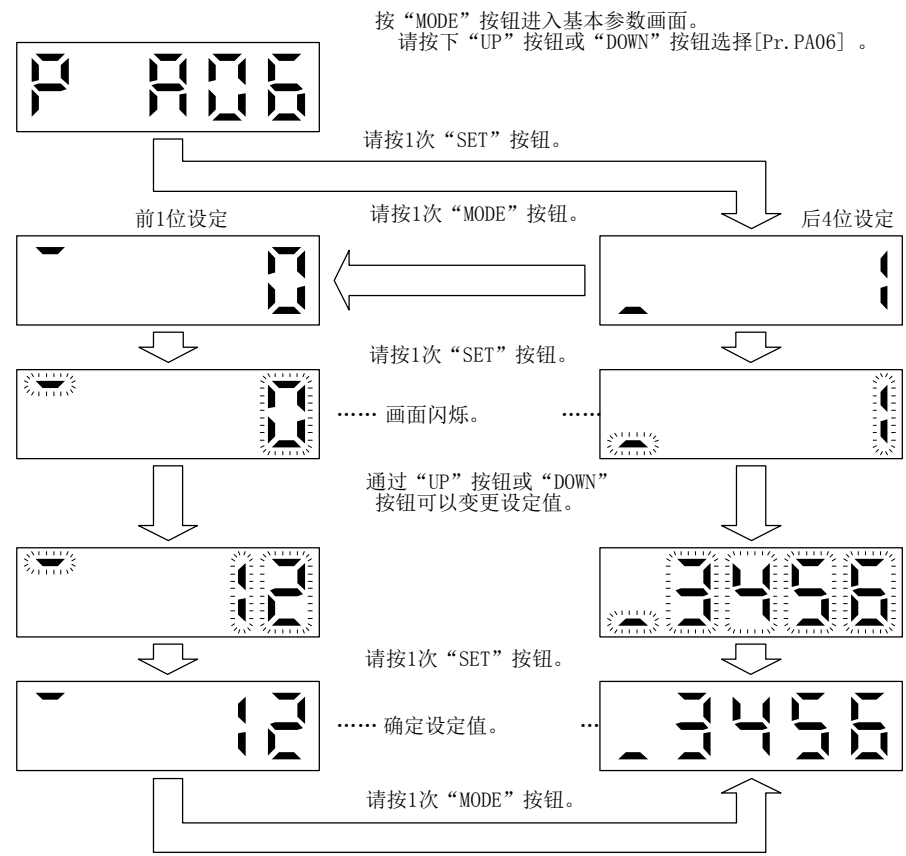 按“MODE”按钮进入基本参数画面。
请按下“UP”按钮或“DOWN”按钮选择[Pr.PA06] 。
P A06
请按1次“SET”按钮。
前1位设定
请按1次“MODE”按钮。
后4位设定
0
1
请按1次“SET”按钮。
0
…… 画面闪烁。 ……
1
通过“UP”按钮或“DOWN”
按钮可以变更设定值。
12
3456
请按1次“SET”按钮。
12
…… 确定设定值。 …
3456
请按1次“MODE”按钮。